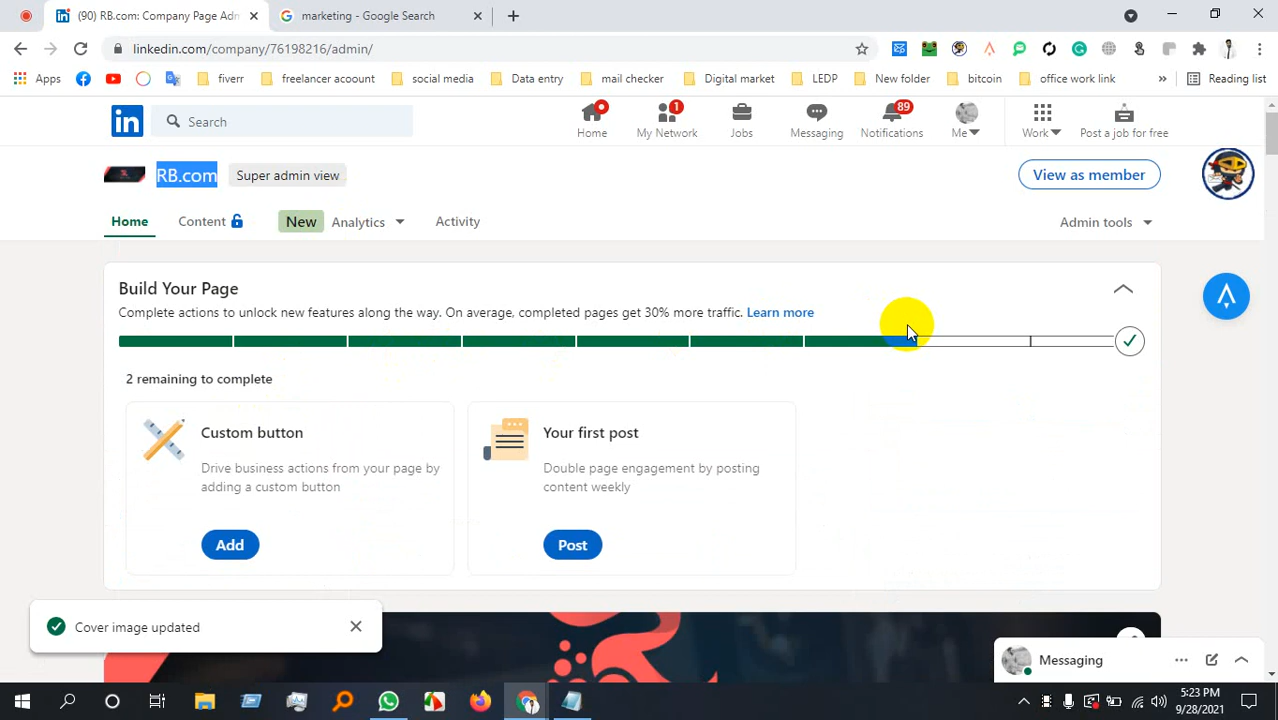 (90) RB.com: Company Page Adm
marketing - Google Search
linkedin.com/company/76198216/admin/
Apps
fiverr
freelancer account
social media
Data entry
mail checker
Digital market
LEDP
New folder
bitcoin
office work link
Reading list
in
Search
Home
1
My Network
Jobs
Messaging
89
Notifications
Me
Work
Post a job for free
RB.com
Super admin view
View as member
Home
Content
New
Analytics
Activity
Admin tools
Build Your Page
Complete actions to unlock new features along the way. On average, completed pages get 30% more traffic. Learn more
2 remaining to complete
Custom button
Drive business actions from your page by
adding a custom button
Add
Your first post
Double page engagement by posting
content weekly
Post
Cover image updated
Messaging
5:23 PM
9/28/2021